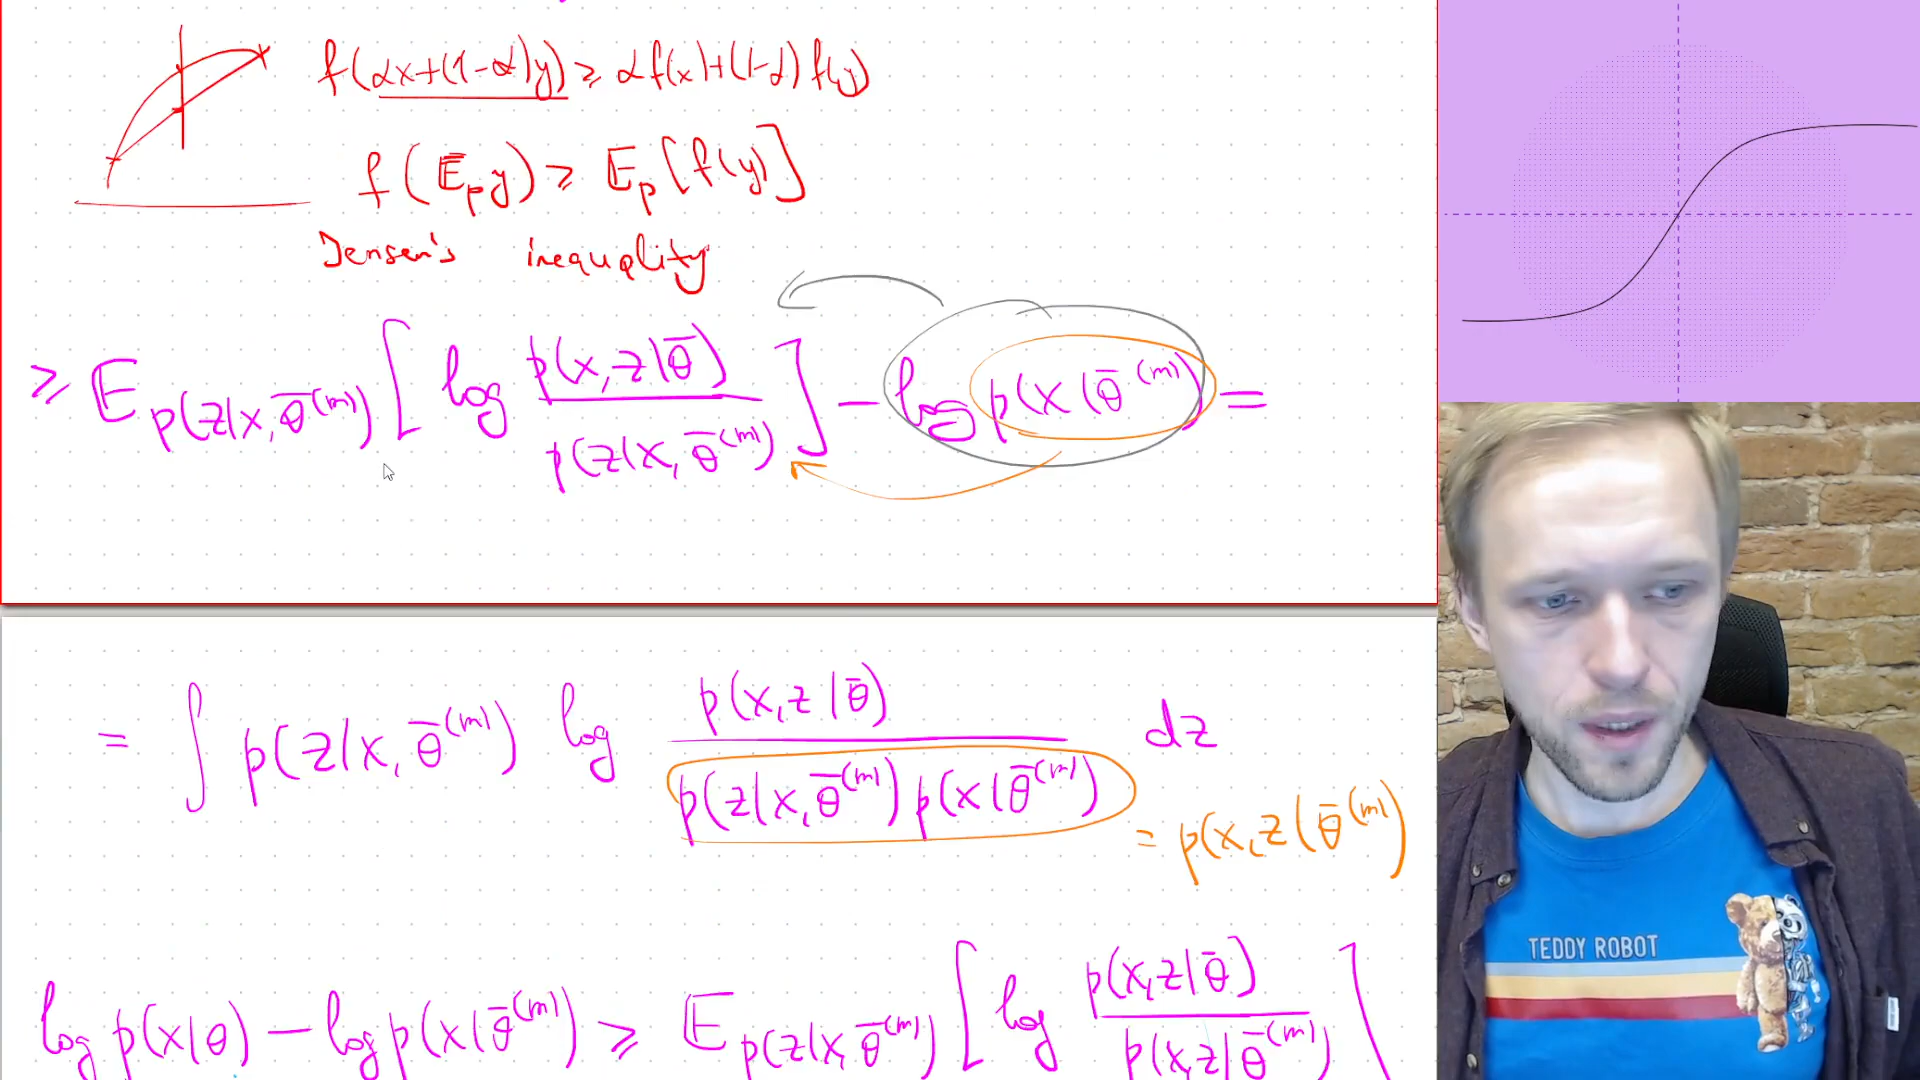 f(αx+(1-α)y) ⩾ αf(x)+(1-α)f(y)
f(𝔼_p y) ⩾ 𝔼_p[f(y)]
Jensen's inequality
⩾ 𝔼_{p(z|x,θ̄^{(m)})} [log p(x,z|θ̄) / p(z|x,θ̄^{(m)})] - log p(x|θ̄^{(m)}) =
= ∫ p(z|x,θ̄^{(m)}) log p(x,z|θ̄) / p(z|x,θ̄^{(m)}) p(x|θ̄^{(m)}) dz
= p(x,z|θ̄^{(m)})
log p(x|θ) - log p(x|θ̄^{(m)}) ⩾ 𝔼_{p(z|x,θ̄^{(m)})} [log p(x,z|θ̄) / p(x,z|θ̄^{(m)})]
TEDDY ROBOT